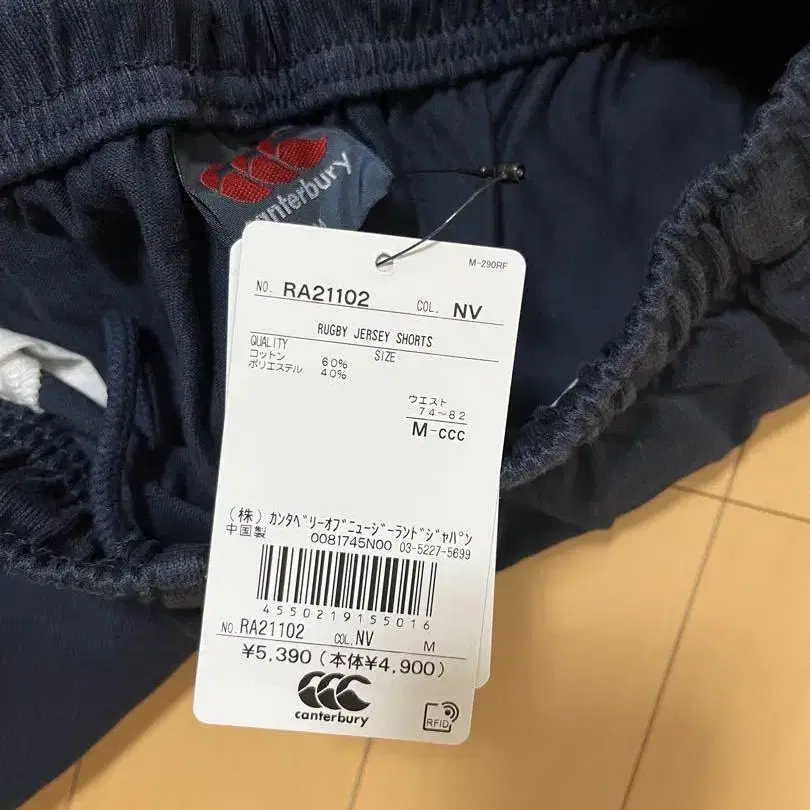 canterbury
M-290RF
NO. RA21102 COL. NV
RUGBY JERSEY SHORTS
QUALITY SIZE
コットン 60%
ポリエステル 40%
ウエスト
74~82
M-ccc
(株)カンタベリーオブニュージーランドジャパン
中国製 0081745N00 03-5227-5699
4550219155016
NO. RA21102 COL. NV M
¥5,390(本体¥4,900)
canterbury
RFID